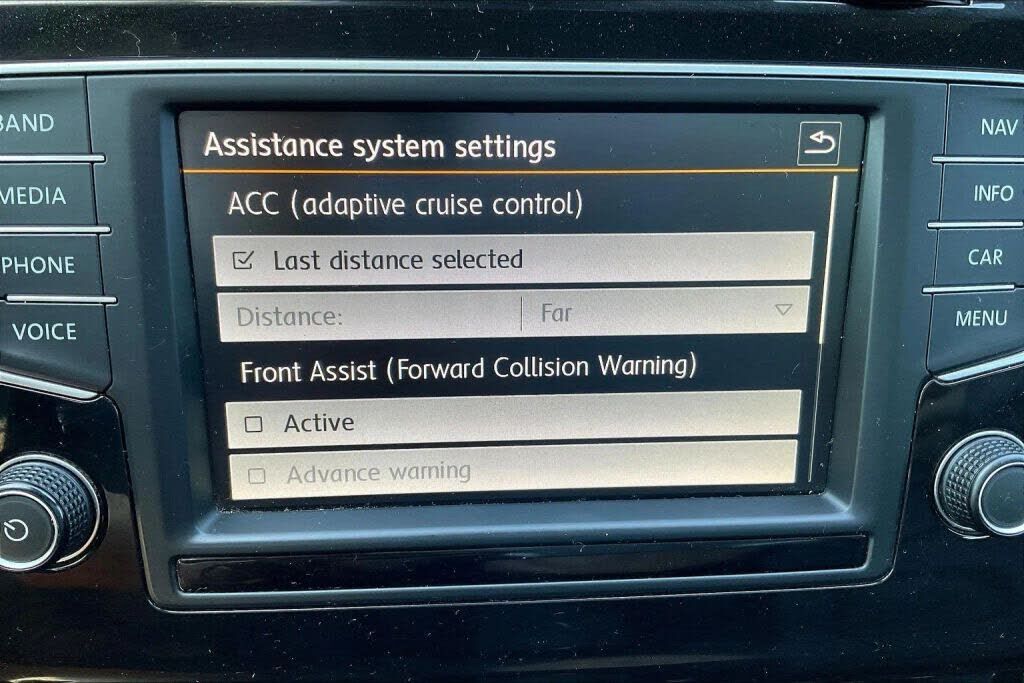 BAND
MEDIA
PHONE
VOICE
Assistance system settings
ACC (adaptive cruise control)
Last distance selected
Distance: Far
Front Assist (Forward Collision Warning)
Active
Advance warning
NAV
INFO
CAR
MENU